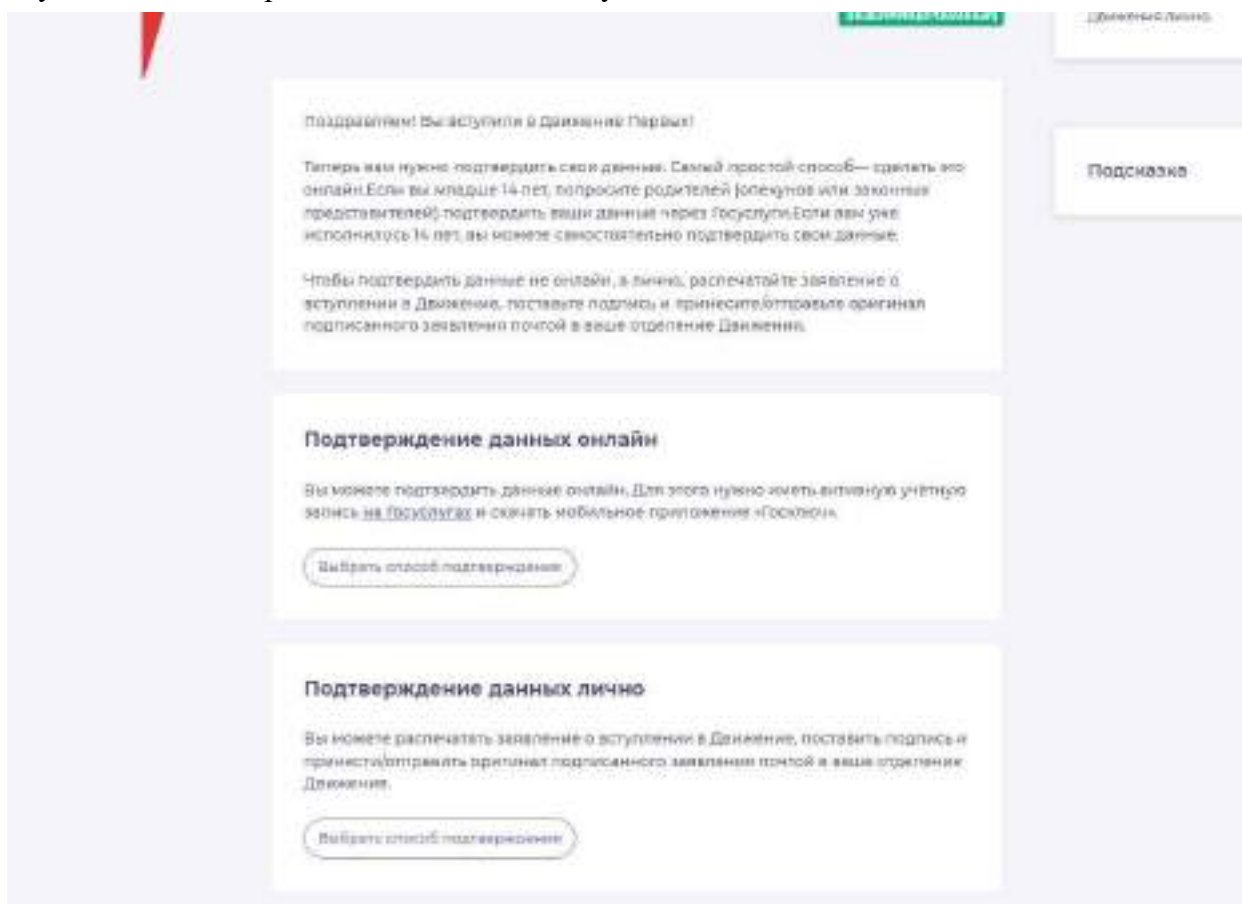 Движения лично.
Поздравляем! Вы вступили в Движение Первых!
Теперь вам нужно подтвердить свои данные. Самый простой способ— сделать это
онлайн.Если вы младше 14 лет, попросите родителей (опекунов или законных
представителей) подтвердить ваши данные через Госуслуги.Если вам уже
исполнилось 14 лет, вы можете самостоятельно подтвердить свои данные.
Чтобы подтвердить данные не онлайн, а лично, распечатайте заявление о
вступлении в Движение, поставьте подпись и принесите/отправьте оригинал
подписанного заявления почтой в ваше отделение Движения.
Подсказка
Подтверждение данных онлайн
Вы можете подтвердить данные онлайн. Для этого нужно иметь активную учётную
запись на Госуслугах и скачать мобильное приложение «Госключ».
Выбрать способ подтверждения
Подтверждение данных лично
Вы можете распечатать заявление о вступлении в Движение, поставить подпись и
принести/отправить оригинал подписанного заявления почтой в ваше отделение
Движения.
Выбрать способ подтверждения